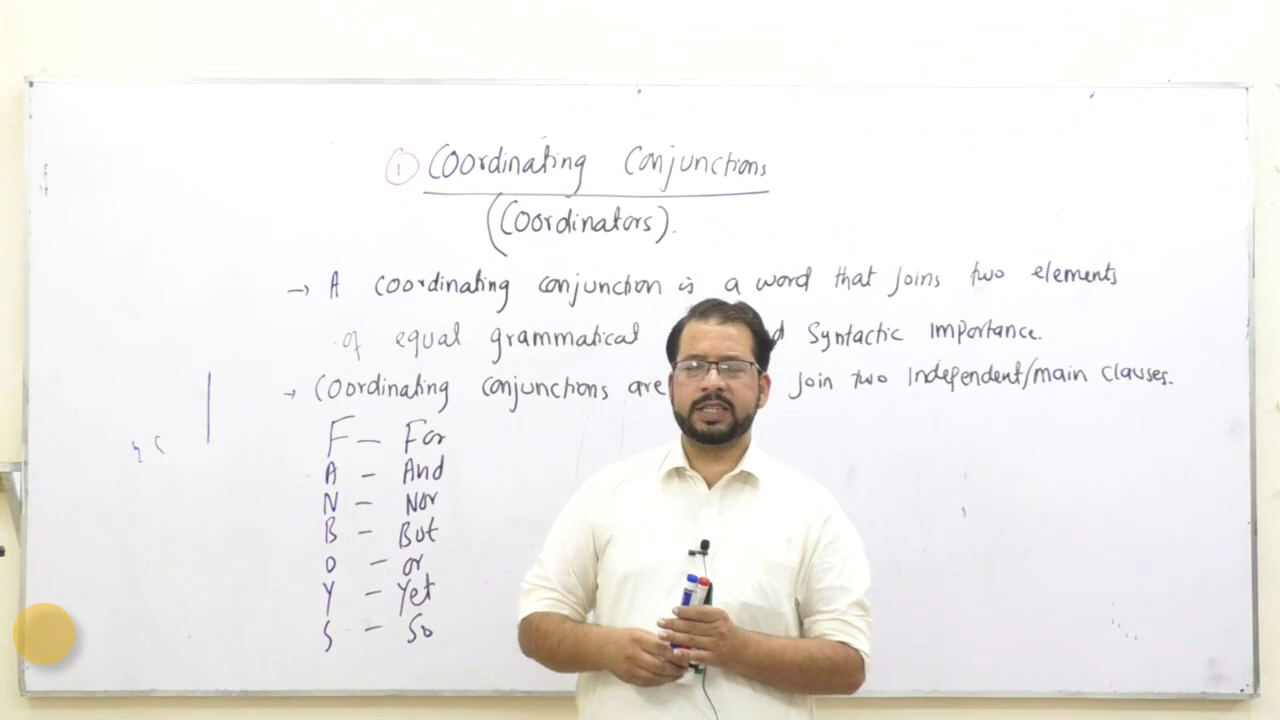 ① Coordinating Conjunctions
(Coordinators).
→ A coordinating conjunction is a word that joins two elements
of equal grammatical Syntactic importance.
→ Coordinating conjunctions are join two Independent/main clauses.
F – For
A – And
N – Nor
B – But
O – or
Y – Yet
S – So